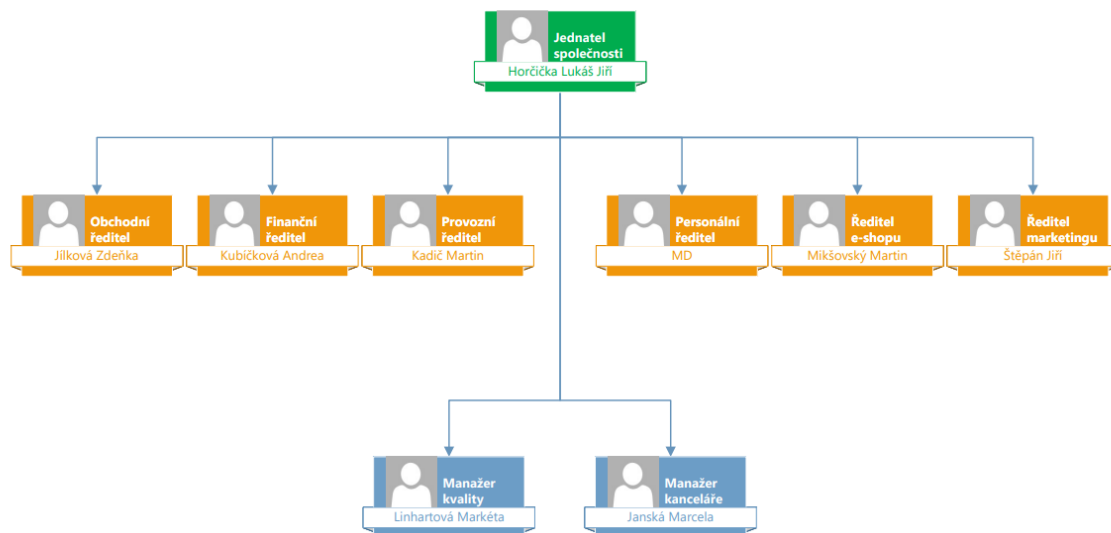 Jednatel
společnosti
Horčička Lukáš Jiří
Obchodní
ředitel
Jílková Zdeňka
Finanční
ředitel
Kubíčková Andrea
Provozní
ředitel
Kadič Martin
Personální
ředitel
MD
Ředitel
e-shopu
Mikšovský Martin
Ředitel
marketingu
Štěpán Jiří
Manažer
kvality
Linhartová Markéta
Manažer
kanceláře
Janská Marcela